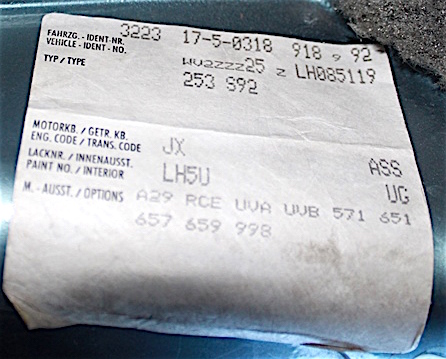 3223 17-5-0318 918 9 92
FAHRZG. - IDENT-NR.
VEHICLE - IDENT - NO. WV2ZZZ25 Z LH085119
TYP / TYPE 253 S92
MOTORKB. / GETR. KB.
ENG. CODE / TRANS. CODE JX ASS
LACKNR. / INNENAUSST.
PAINT NO. / INTERIOR LH5U UG
M. - AUSST. / OPTIONS A29 RCE UVA UVB 571 651
657 659 998